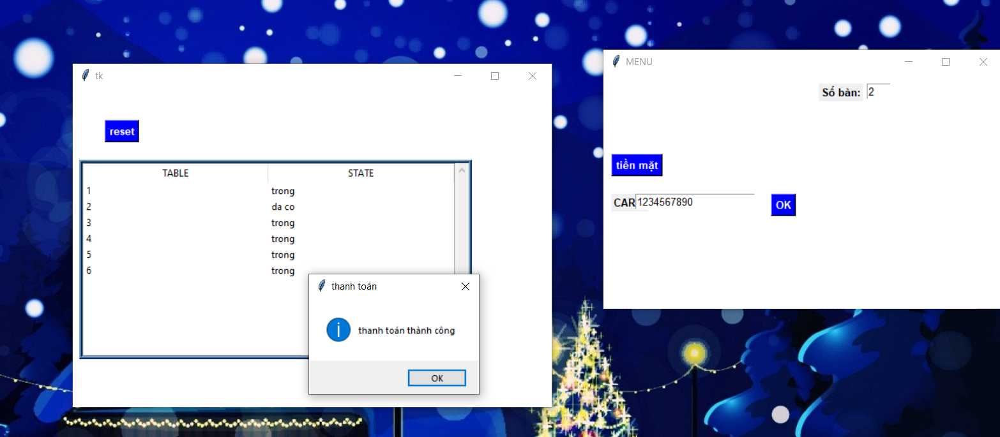 tk
reset
TABLE STATE
1 trong
2 da co
3 trong
4 trong
5 trong
6 trong
thanh toán
thanh toán thành công
OK
MENU
Số bàn: 2
tiền mặt
CAR 1234567890 OK